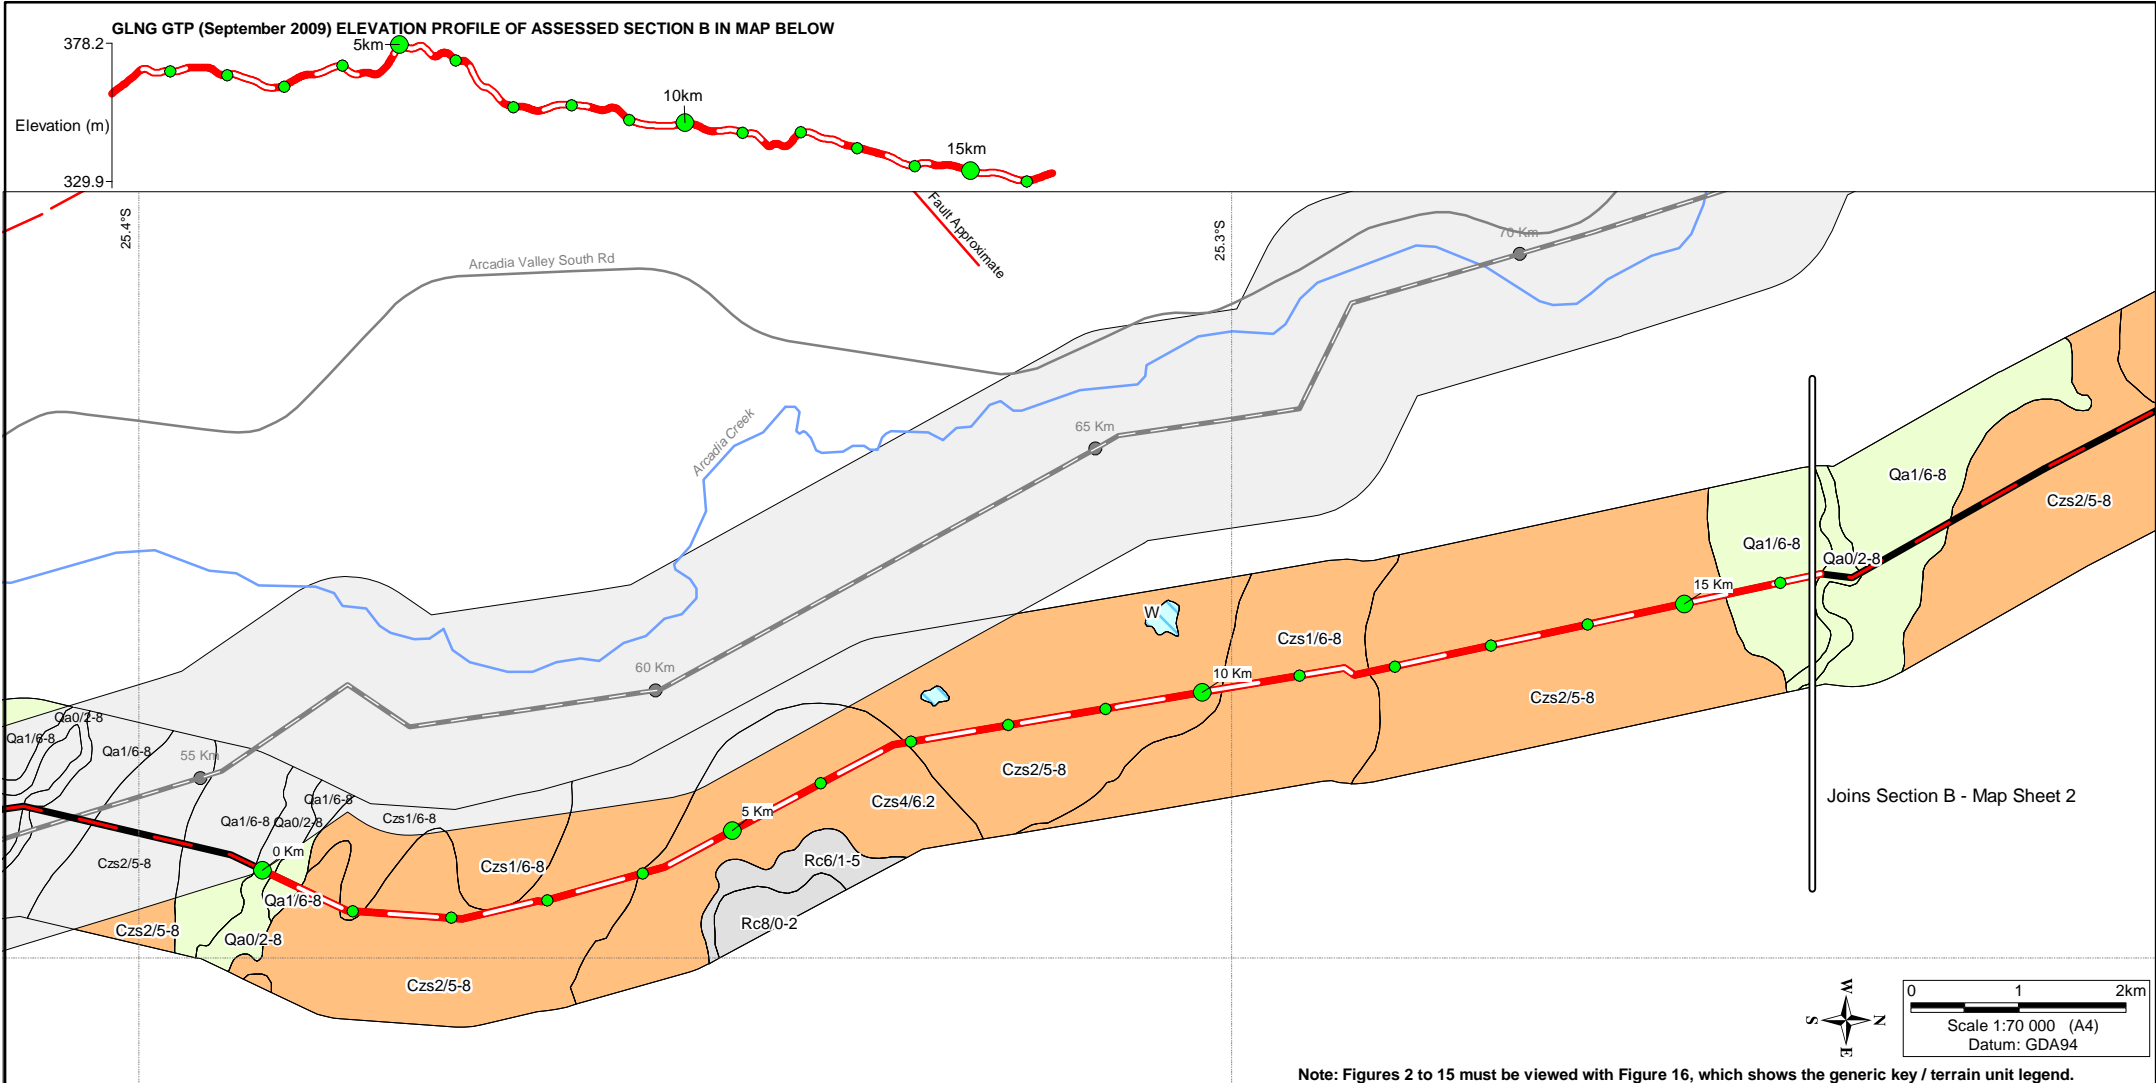 GLNG GTP (September 2009) ELEVATION PROFILE OF ASSESSED SECTION B IN MAP BELOW
378.2
5km
10km
Elevation (m)
15km
329.9
25.4°S
Fault Approximate
25.3°S
70 Km
Arcadia Valley South Rd
Arcadia Creek
65 Km
Qa1/6-8
Czs2/5-8
Qa1/6-8
Qa0/2-8
15 Km
W
Czs1/6-8
60 Km
10 Km
Czs2/5-8
Qa0/2-8
Qa1/6-8
Qa1/6-8
55 Km
Czs2/5-8
Czs4/6.2
5 Km
Joins Section B - Map Sheet 2
Qa1/6-8
Qa1/6-8
Qa0/2-8
Czs1/6-8
0 Km
Czs2/5-8
Czs1/6-8
Rc6/1-5
Qa1/6-8
Rc8/0-2
Czs2/5-8
Qa0/2-8
Czs2/5-8
W
S
N
E
0 1 2km
Scale 1:70 000 (A4)
Datum: GDA94
Note: Figures 2 to 15 must be viewed with Figure 16, which shows the generic key / terrain unit legend.